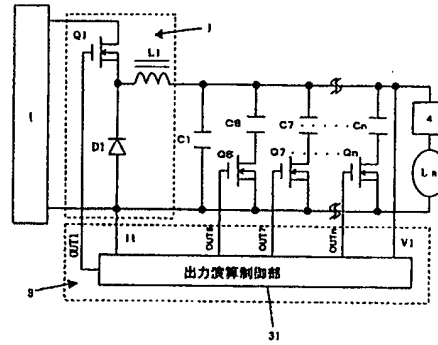 Q1
L1
J
1
D1
C1
C6
C7
Cn
4
Q6
Q7
Qn
Ln
OUT1
I1
OUT6
OUT7
OUTn
V1
出力演算制御部
3
31